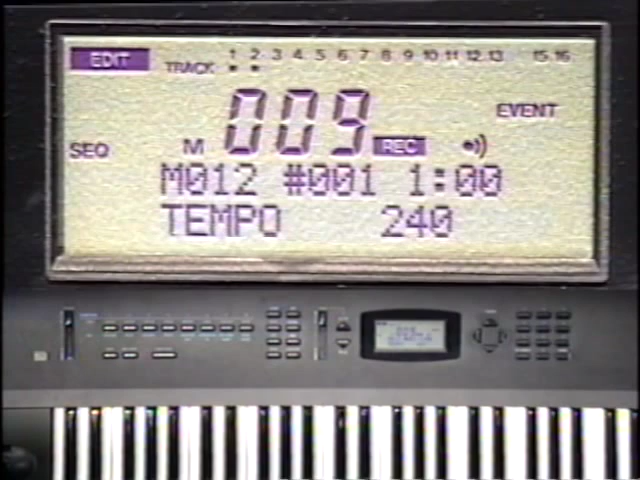 EDIT
TRACK 1 2 3 4 5 6 7 8 9 10 11 12 13 15 16
009
EVENT
SEQ M REC
M012 #001 1:00
TEMPO 240